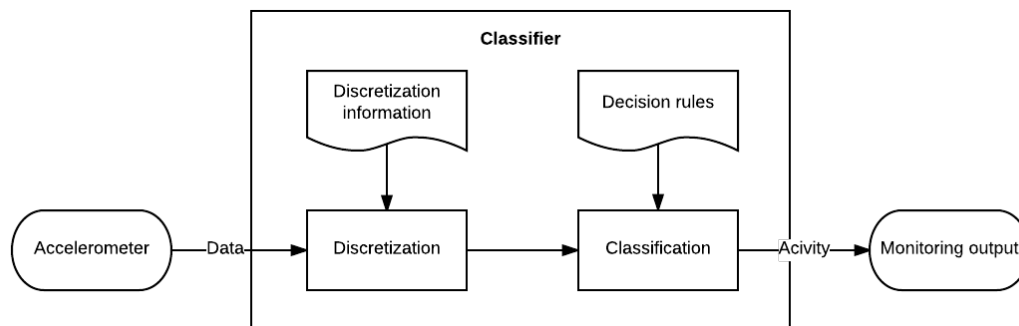 Classifier
Discretization
information
Decision rules
Accelerometer
Data
Discretization
Classification
Acivity
Monitoring output